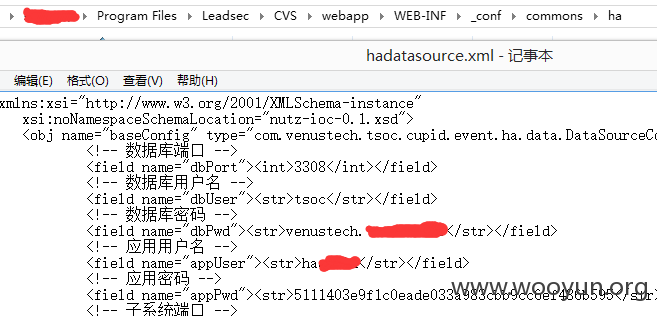 Program Files Leadsec CVS webapp WEB-INF _conf commons ha
hadatasource.xml - 记事本
编辑(E) 格式(O) 查看(V) 帮助(H)
xmlns:xsi="http://www.w3.org/2001/XMLSchema-instance"
xsi:noNamespaceSchemaLocation="nutz-ioc-0.1.xsd">
<obj name="baseConfig" type="com.venustech.tsoc.cupid.event.ha.data.DataSourceCo
<!-- 数据库端口 -->
<field name="dbPort"><int>3308</int></field>
<!-- 数据库用户名 -->
<field name="dbUser"><str>tsoc</str></field>
<!-- 数据库密码 -->
<field name="dbPwd"><str>venustech.</str></field>
<!-- 应用用户名 -->
<field name="appUser"><str>ha</str></field>
<!-- 应用密码 -->
<field name="appPwd"><str>5111403e9f1c0eade033a983cbb9cc6ef486b595</str>
<!-- 子系统端口 -->
www.wooyun.org